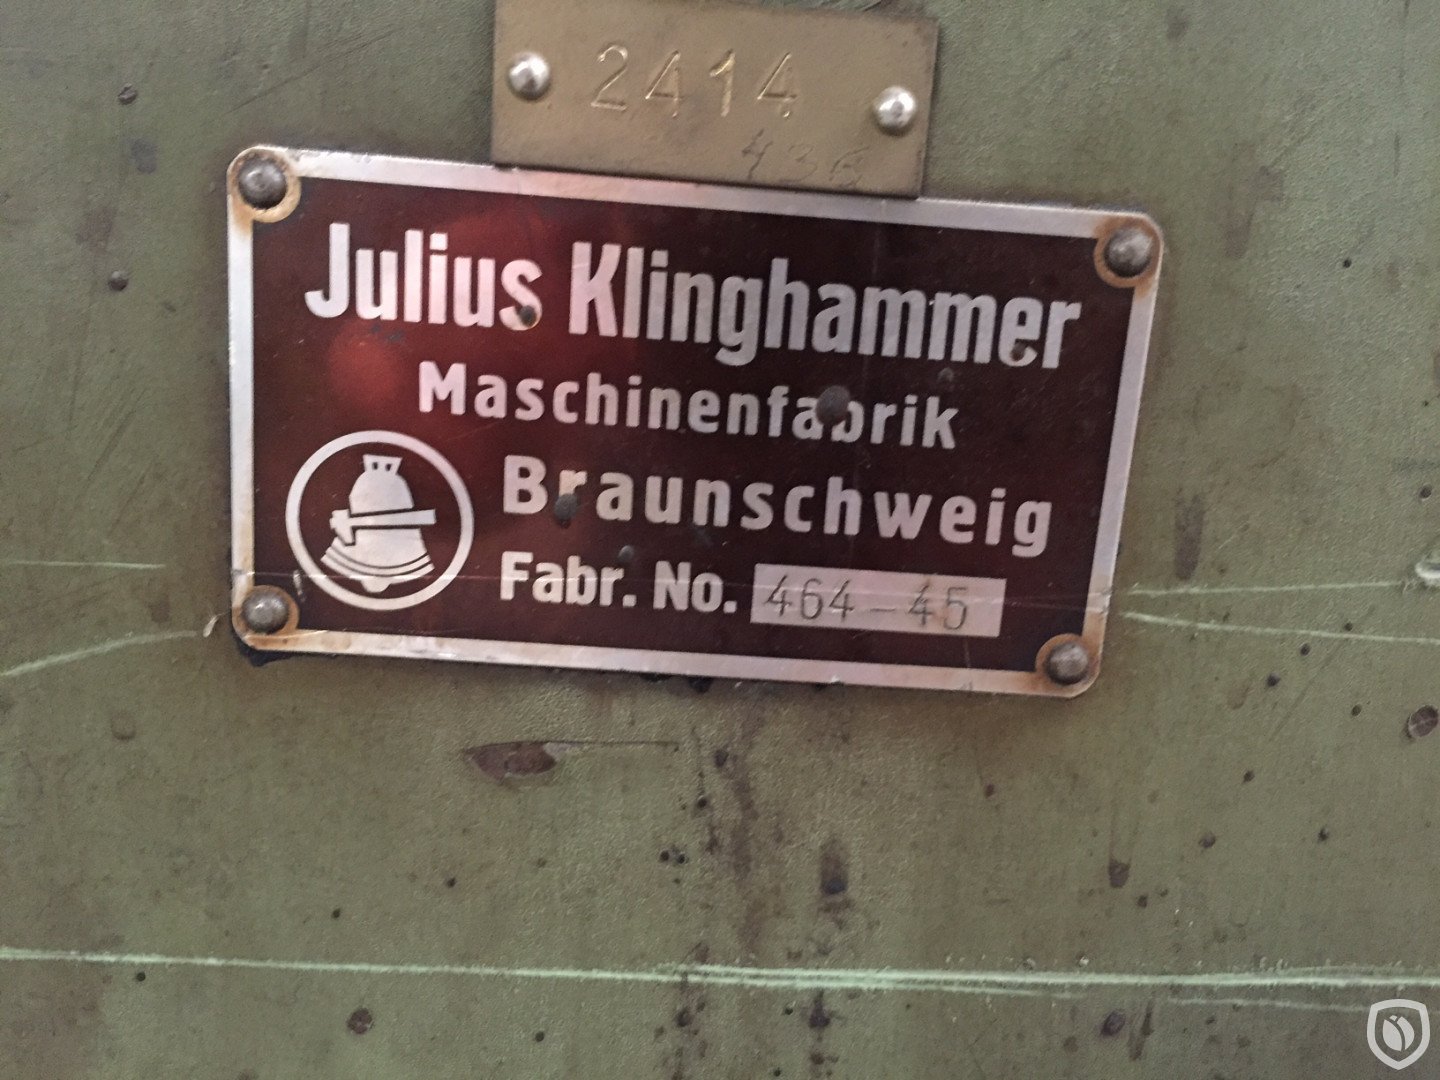 2414
436
Julius Klinghammer
Maschinenfabrik
Braunschweig
Fabr. No. 464-45